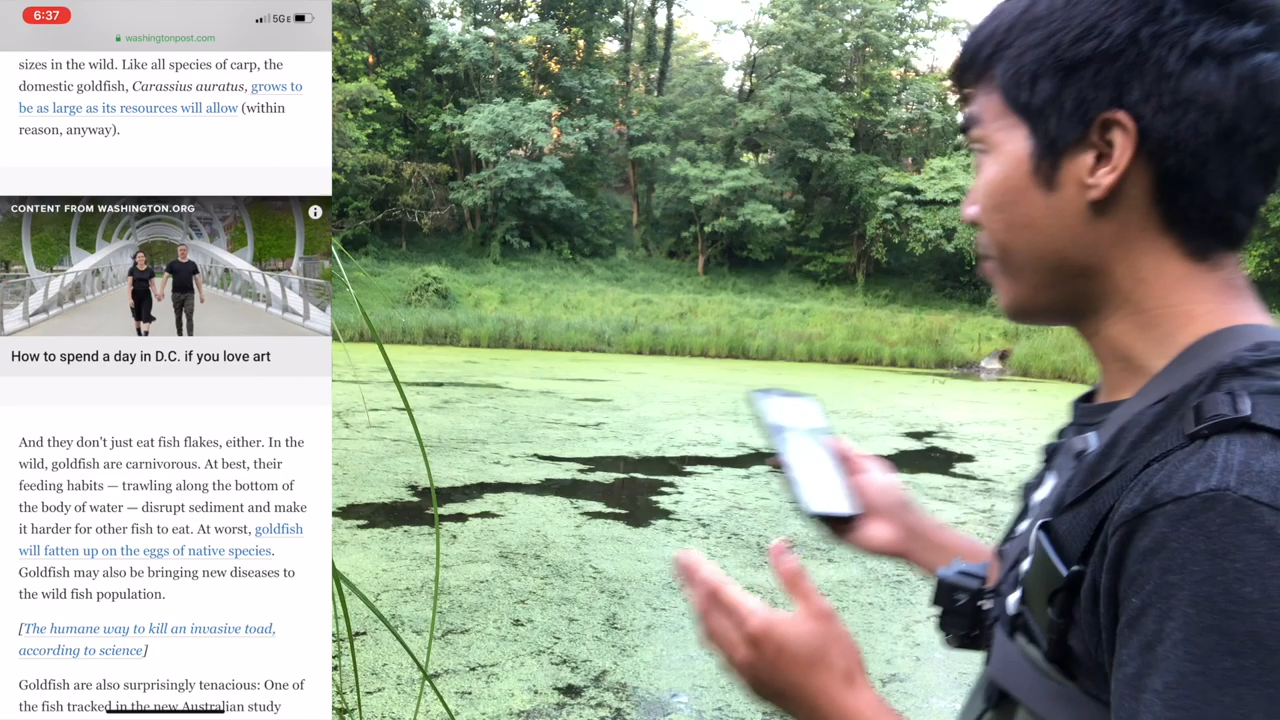 6:37
5G E
washingtonpost.com
sizes in the wild. Like all species of carp, the
domestic goldfish, Carassius auratus, grows to
be as large as its resources will allow (within
reason, anyway).
CONTENT FROM WASHINGTON.ORG
How to spend a day in D.C. if you love art
And they don't just eat fish flakes, either. In the
wild, goldfish are carnivorous. At best, their
feeding habits — trawling along the bottom of
the body of water — disrupt sediment and make
it harder for other fish to eat. At worst, goldfish
will fatten up on the eggs of native species.
Goldfish may also be bringing new diseases to
the wild fish population.
[The humane way to kill an invasive toad,
according to science]
Goldfish are also surprisingly tenacious: One of
the fish tracked in the new Australian study